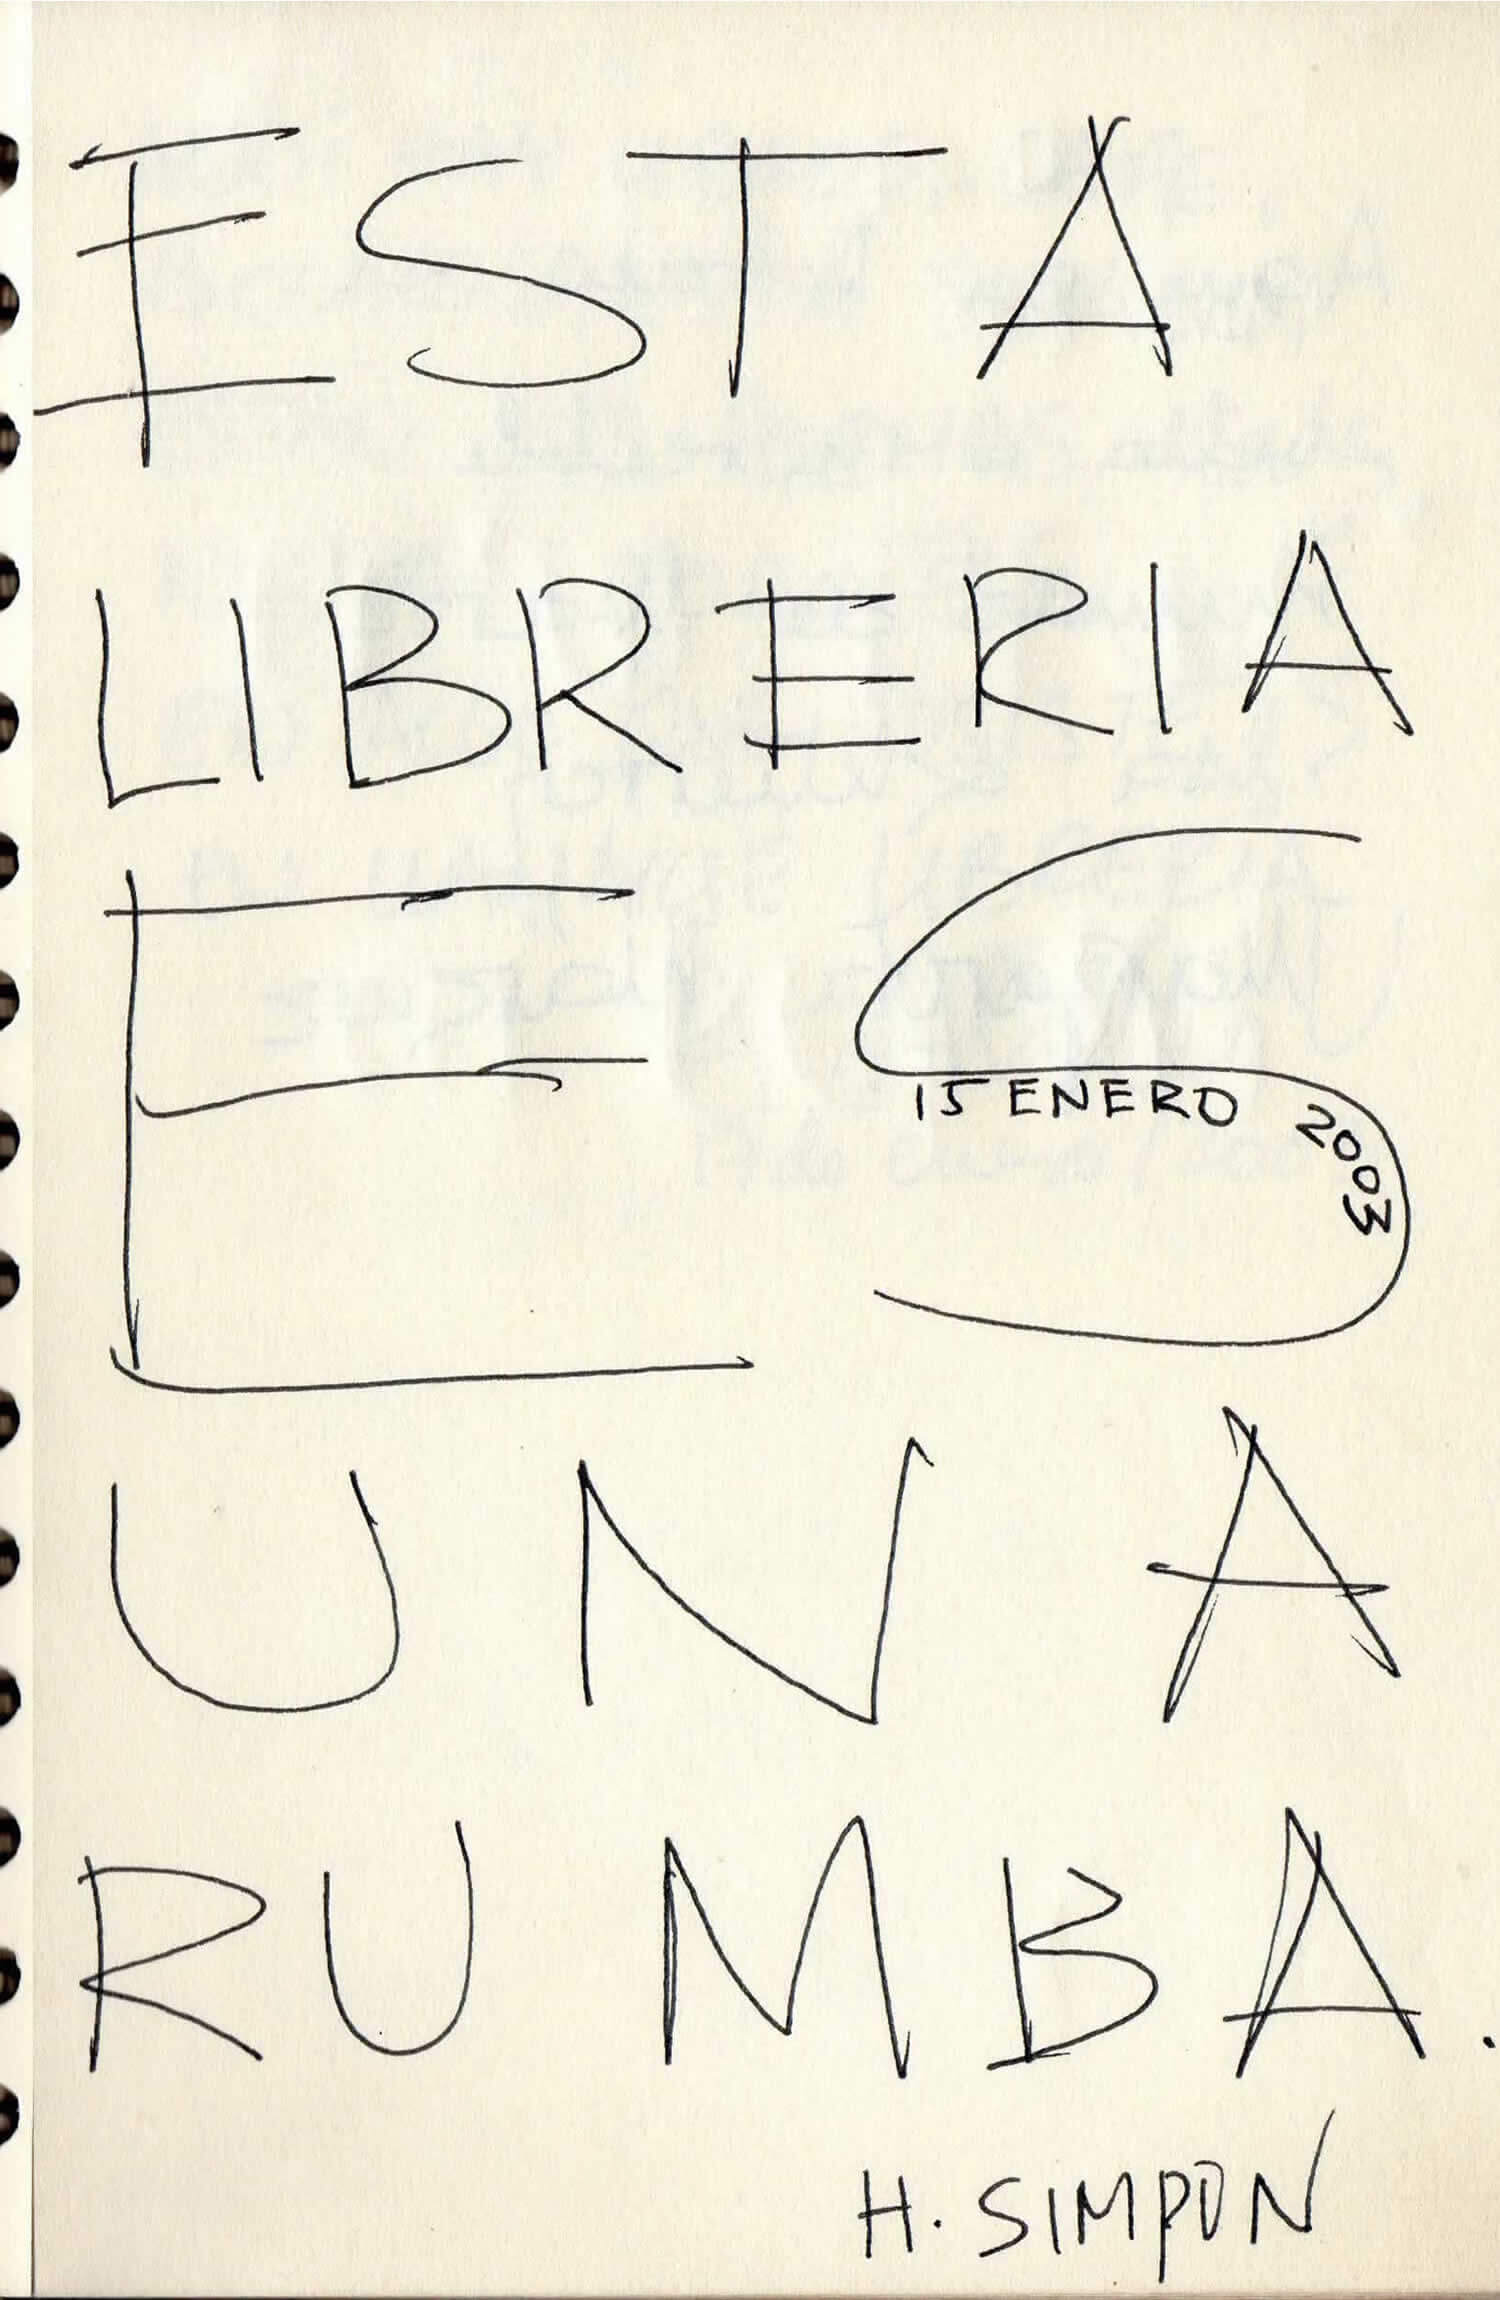 ESTA
LIBRERIA
ES
15 ENERO 2003
UNA
RUMBA.
H. SIMPON